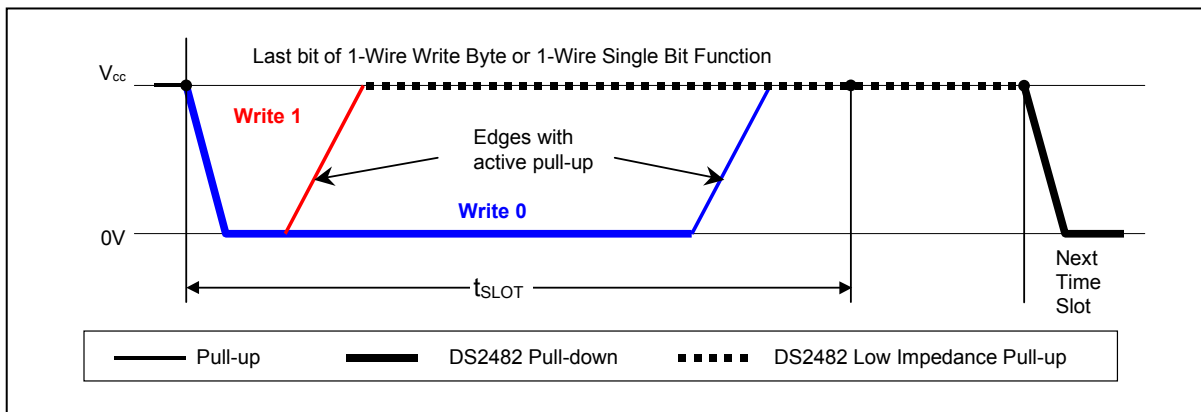 Last bit of 1-Wire Write Byte or 1-Wire Single Bit Function
Vcc
Write 1
Edges with
active pull-up
Write 0
0V
tSLOT
Next
Time
Slot
Pull-up
DS2482 Pull-down
DS2482 Low Impedance Pull-up